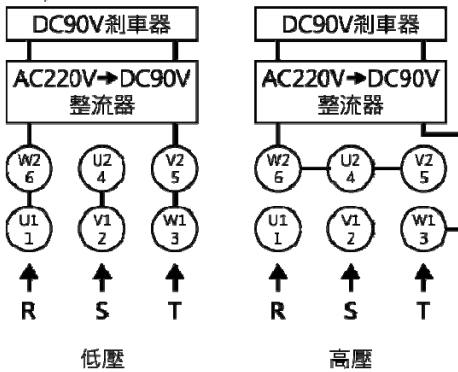 DC90V剎車器 DC90V剎車器
AC220V→DC90V 整流器 AC220V→DC90V 整流器
W2 6 U2 4 V2 5 W2 6 U2 4 V2 5
U1 1 V1 2 W1 3 U1 1 V1 2 W1 3
R S T R S T
低壓 高壓